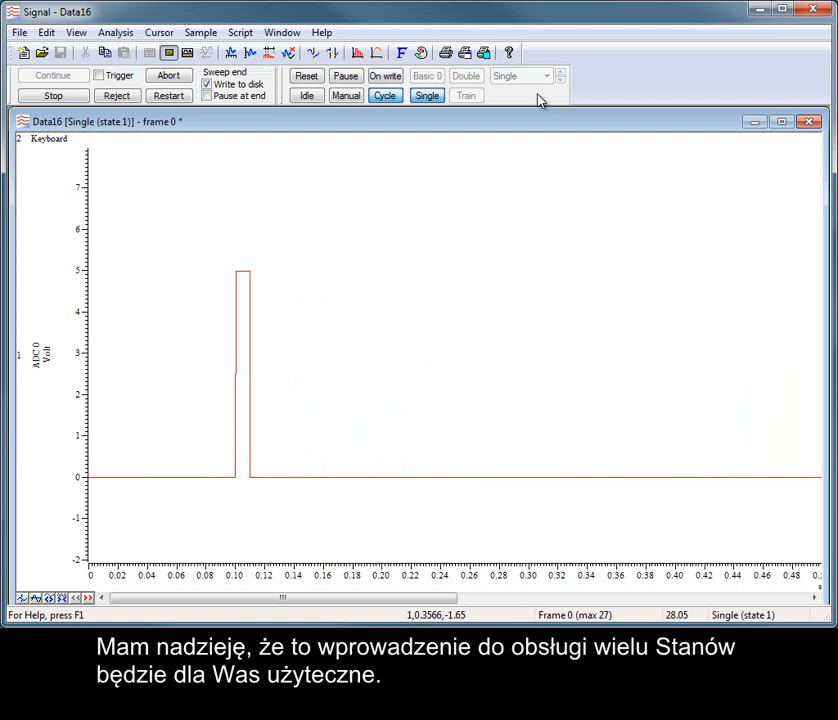 Signal - Data16
File Edit View Analysis Cursor Sample Script Window Help
Continue Trigger Abort Sweep end Write to disk Reset Pause On write Basic 0 Double Single
Stop Reject Restart Pause at end Idle Manual Cycle Single Train
Data16 [Single (state 1)] - frame 0 *
2 Keyboard
7
6
5
4
3
2
1
0
-1
-2
1 ADC 0
Volt
0 0.02 0.04 0.06 0.08 0.10 0.12 0.14 0.16 0.18 0.20 0.22 0.24 0.26 0.28 0.30 0.32 0.34 0.36 0.38 0.40 0.42 0.44 0.46 0.48
s
For Help, press F1 1,0.3566,-1.65 Frame 0 (max 27) 28.05 Single (state 1)
Mam nadzieję, że to wprowadzenie do obsługi wielu Stanów
będzie dla Was użyteczne.